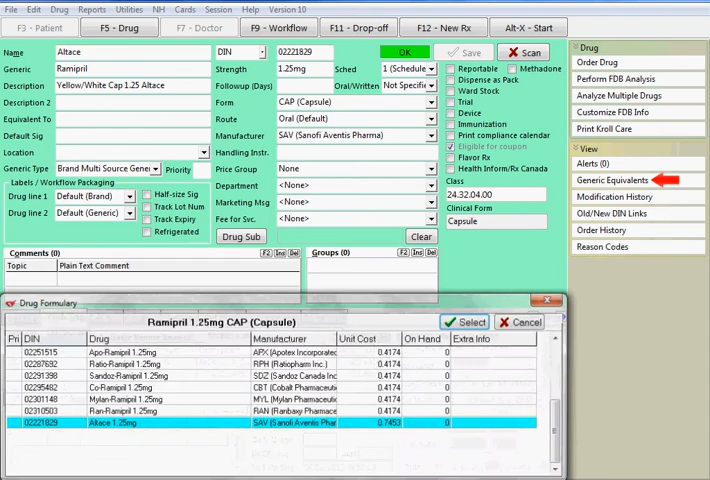 File Edit Drug Reports Utilities NH Cards Session Help Version 10
F3 - Patient F5 - Drug F7 - Doctor F9 - Workflow F11 - Drop-off F12 - New Rx Alt-X - Start
Name Altace DIN 02221829 OK Save Scan
Generic Ramipril Strength 1.25mg Sched 1 (Schedule
Description Yellow/White Cap 1.25 Altace Followup (Days) Oral/Written Not Specific
Description 2 Form CAP (Capsule)
Equivalent To Route Oral (Default)
Default Sig Manufacturer SAV (Sanofi Aventis Pharma)
Location Handling Instr.
Generic Type Brand Multi Source Gener Priority Price Group None
Labels / Workflow Packaging Department <None>
Drug line 1 Default (Brand) Half-size Sig Marketing Msg <None>
Drug line 2 Default (Generic) Track Lot Num Fee for Svc. <None>
Track Expiry
Refrigerated Drug Sub Clear
Reportable Methadone
Dispense as Pack
Ward Stock
Trial
Device
Immunization
Print compliance calendar
Eligible for coupon
Flavor Rx
Health Inform/Rx Canada
Class
24.32.04.00
Clinical Form
Capsule
Comments (0) F2 Ins Del Groups (0) F2 Ins Del
Topic Plain Text Comment
Drug
Order Drug
Perform FDB Analysis
Analyze Multiple Drugs
Customize FDB Info
Print Kroll Care
View
Alerts (0)
Generic Equivalents
Modification History
Old/New DIN Links
Order History
Reason Codes
Drug Formulary
Ramipril 1.25mg CAP (Capsule) Select Cancel
Pri DIN Drug Manufacturer Unit Cost On Hand Extra Info
02251515 Apo-Ramipril 1.25mg APX (Apotex Incorporated 0.4174 0
02287692 Ratio-Ramipril 1.25mg RPH (Ratiopharm Inc.) 0.4174 0
02291398 Sandoz-Ramipril 1.25mg SDZ (Sandoz Canada Inc 0.4174 0
02295482 Co-Ramipril 1.25mg CBT (Cobalt Pharmaceutic 0.4174 0
02301148 Mylan-Ramipril 1.25mg MYL (Mylan Pharmaceutic 0.4174 0
02310503 Ran-Ramipril 1.25mg RAN (Ranbaxy Pharmace 0.4174 0
02221829 Altace 1.25mg SAV (Sanofi Aventis Phar 0.7453 0